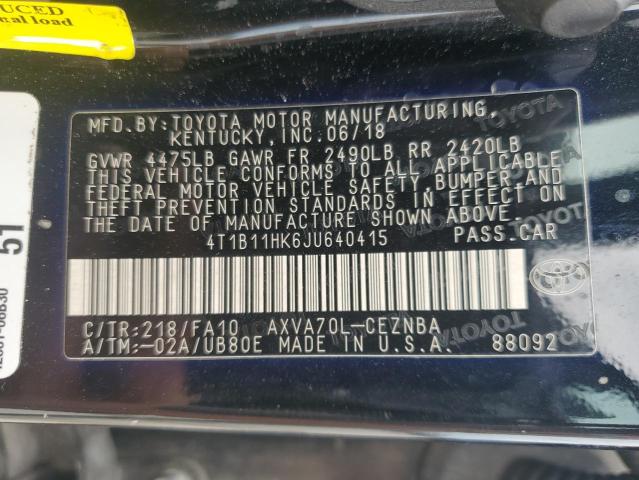 UCED
nal load
MFD.BY:TOYOTA MOTOR MANUFACTURING,
KENTUCKY, INC. 06/18
GVWR 4475LB GAWR FR 2490LB RR 2420LB
THIS VEHICLE CONFORMS TO ALL APPLICABLE
FEDERAL MOTOR VEHICLE SAFETY, BUMPER, AND
THEFT PREVENTION STANDARDS IN EFFECT ON
THE DATE OF MANUFACTURE SHOWN ABOVE.
4T1B11HK6JU640415 PASS.CAR
C/TR:218/FA10 AXVA70L-CEZNBA
A/TM:-02A/UB80E MADE IN U.S.A. 88092
TOYOTA
51